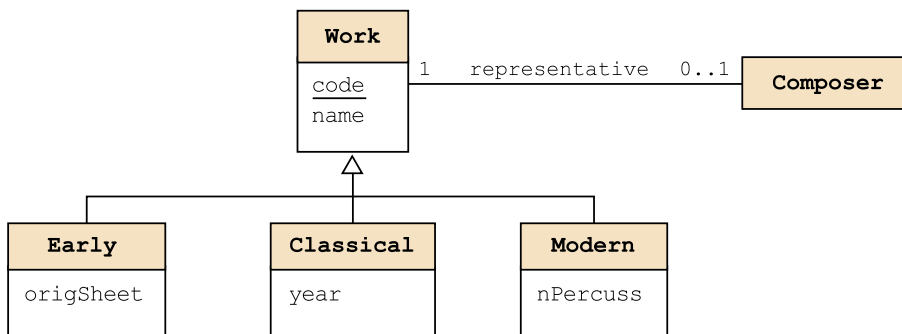 Work
code
name
1 representative 0..1
Composer
Early
origSheet
Classical
year
Modern
nPercuss